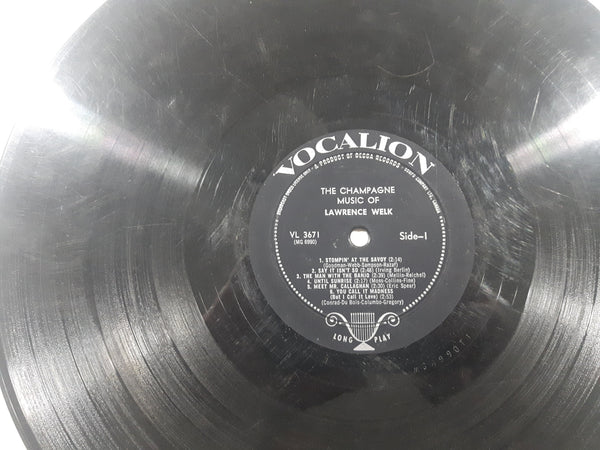 VOCALION
A PRODUCT OF DECCA RECORDS
THE CHAMPAGNE
MUSIC OF
LAWRENCE WELK
VL 3671
(MG 6990)
Side–1
1. STOMPIN' AT THE SAVOY (2:14)
(Goodman-Webb-Sampson-Razaf)
2. SAY IT ISN'T SO (2:46) (Irving Berlin)
3. THE MAN WITH THE BANJO (2:39) (Mellin-Reichel)
4. UNTIL SUNRISE (2:17) (Moss-Collins-Fine)
5. MEET MR. CALLAGHAN (2:30) (Eric Spear)
6. YOU CALL IT MADNESS
(But I Call It Love) (2:53)
(Conrad-Du Bois-Columbo-Gregory)
LONG PLAY